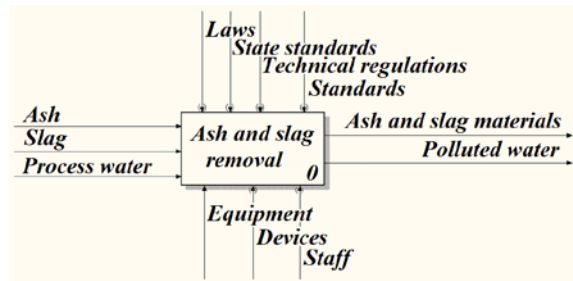 Laws
State standards
Technical regulations
Standards
Ash
Slag
Process water
Ash and slag
removal
0
Ash and slag materials
Polluted water
Equipment
Devices
Staff